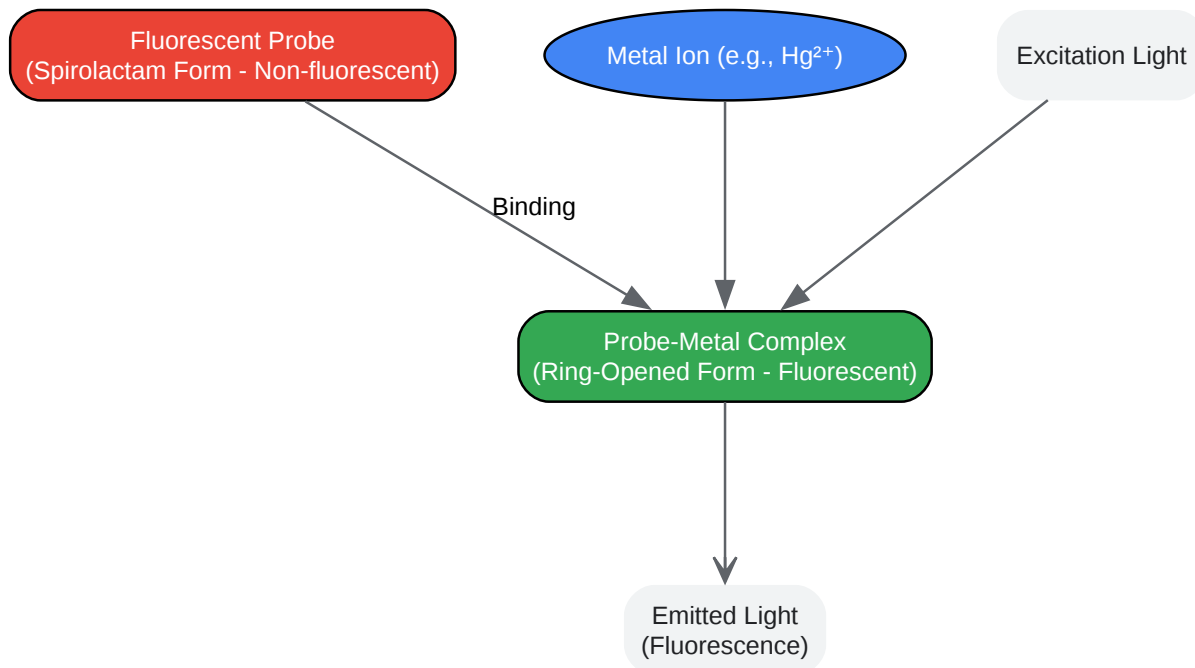 Fluorescent Probe
(Spirolactam Form - Non-fluorescent)
Metal Ion (e.g., Hg²⁺)
Excitation Light
Binding
Probe-Metal Complex
(Ring-Opened Form - Fluorescent)
Emitted Light
(Fluorescence)